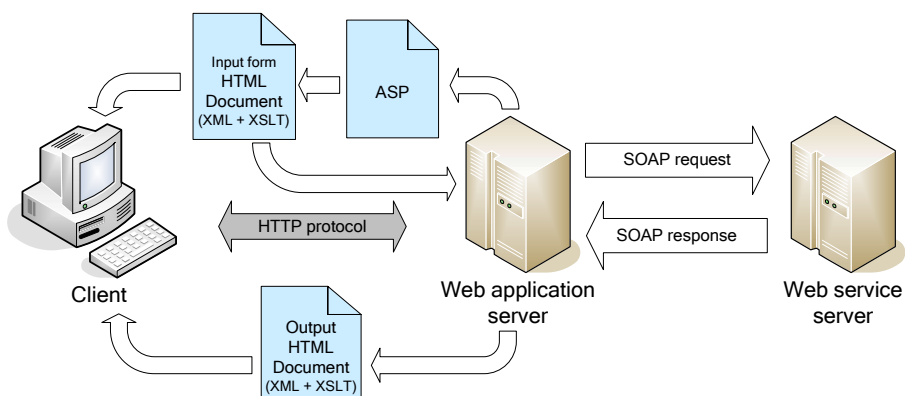 Input form
HTML
Document
(XML + XSLT)
ASP
SOAP request
HTTP protocol
SOAP response
Client
Web application
server
Web service
server
Output
HTML
Document
(XML + XSLT)